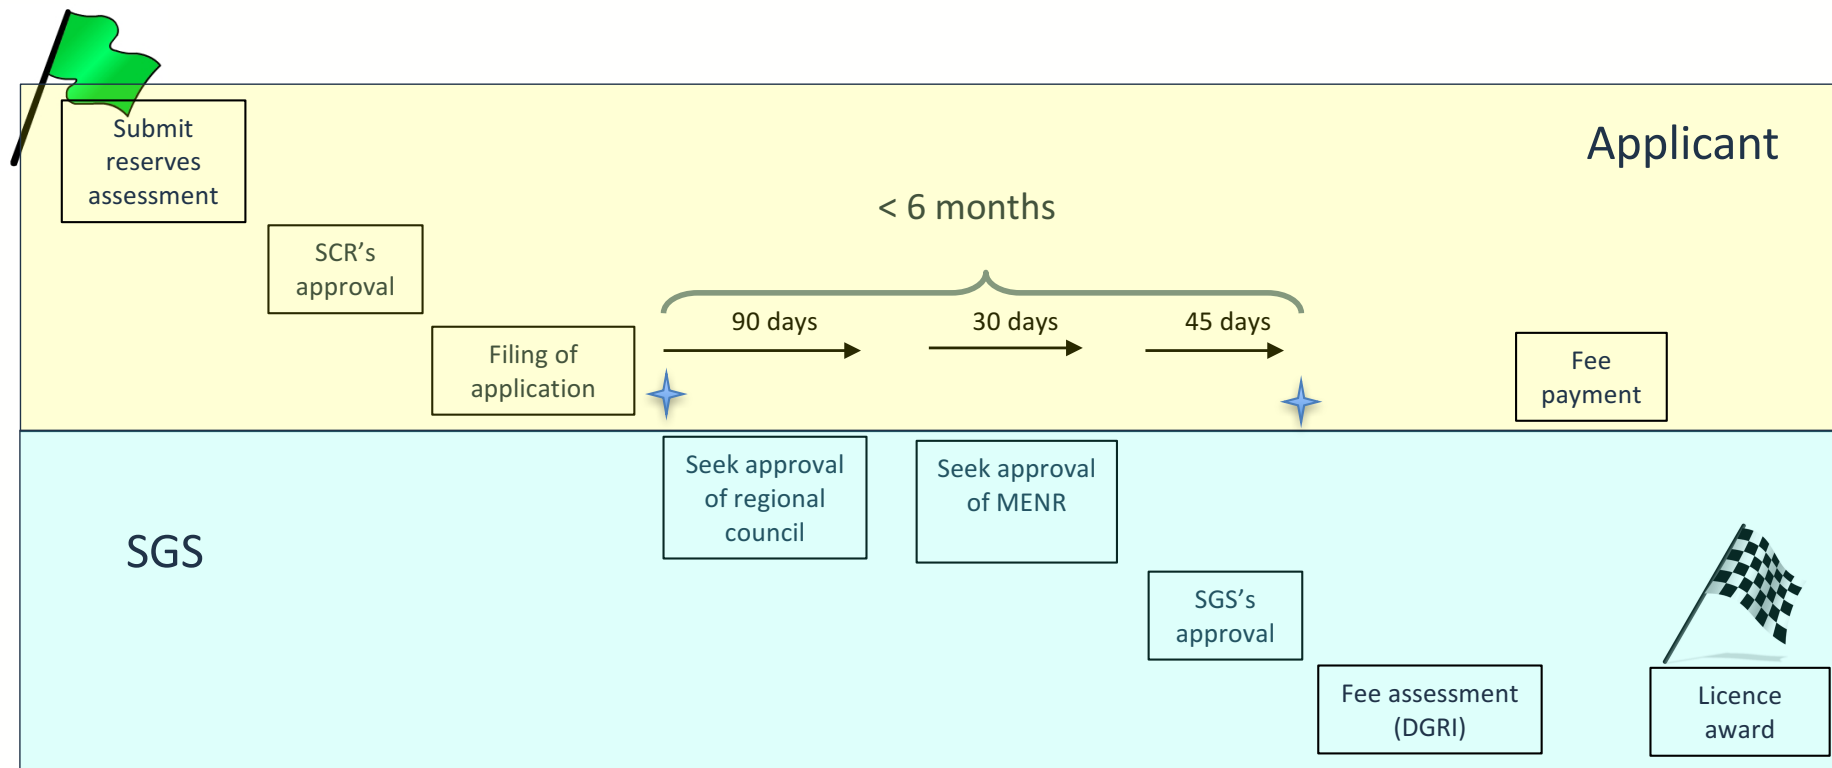 Submit
reserves
assessment
Applicant
< 6 months
SCR’s
approval
90 days
30 days
45 days
Filing of
application
Fee
payment
Seek approval
of regional
council
Seek approval
of MENR
SGS
SGS’s
approval
Fee assessment
(DGRI)
Licence
award